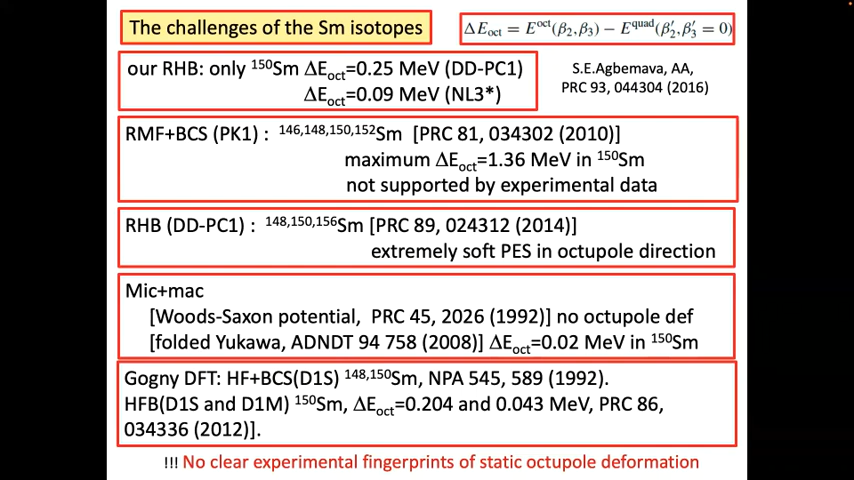 The challenges of the Sm isotopes
ΔE_oct = E^oct(β₂,β₃) − E^quad(β′₂,β′₃ = 0)
our RHB: only ¹⁵⁰Sm ΔE_oct=0.25 MeV (DD-PC1)
ΔE_oct=0.09 MeV (NL3*)
S.E.Agbemava, AA,
PRC 93, 044304 (2016)
RMF+BCS (PK1) : ¹⁴⁶,¹⁴⁸,¹⁵⁰,¹⁵²Sm [PRC 81, 034302 (2010)]
maximum ΔE_oct=1.36 MeV in ¹⁵⁰Sm
not supported by experimental data
RHB (DD-PC1) : ¹⁴⁸,¹⁵⁰,¹⁵⁶Sm [PRC 89, 024312 (2014)]
extremely soft PES in octupole direction
Mic+mac
[Woods-Saxon potential, PRC 45, 2026 (1992)] no octupole def
[folded Yukawa, ADNDT 94 758 (2008)] ΔE_oct=0.02 MeV in ¹⁵⁰Sm
Gogny DFT: HF+BCS(D1S) ¹⁴⁸,¹⁵⁰Sm, NPA 545, 589 (1992).
HFB(D1S and D1M) ¹⁵⁰Sm, ΔE_oct=0.204 and 0.043 MeV, PRC 86,
034336 (2012)].
!!! No clear experimental fingerprints of static octupole deformation